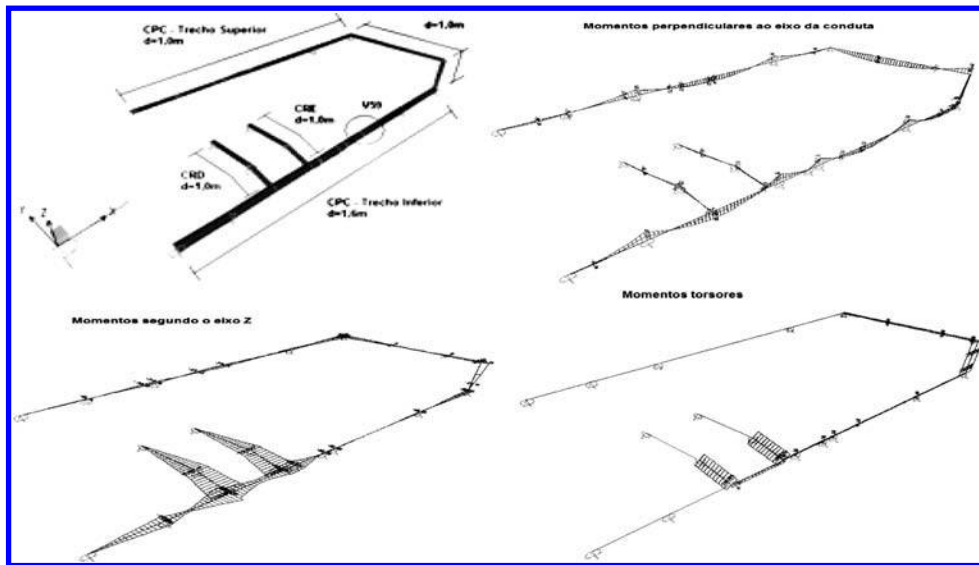 CPC - Trecho Superior
d=1,0m
d=1,0m
CRE
d=1,0m
V59
CRD
d=1,0m
CPC - Trecho Inferior
d=1,6m
Y
Z
X
Momentos perpendiculares ao eixo da conduta
Momentos segundo o eixo Z
Momentos torsores